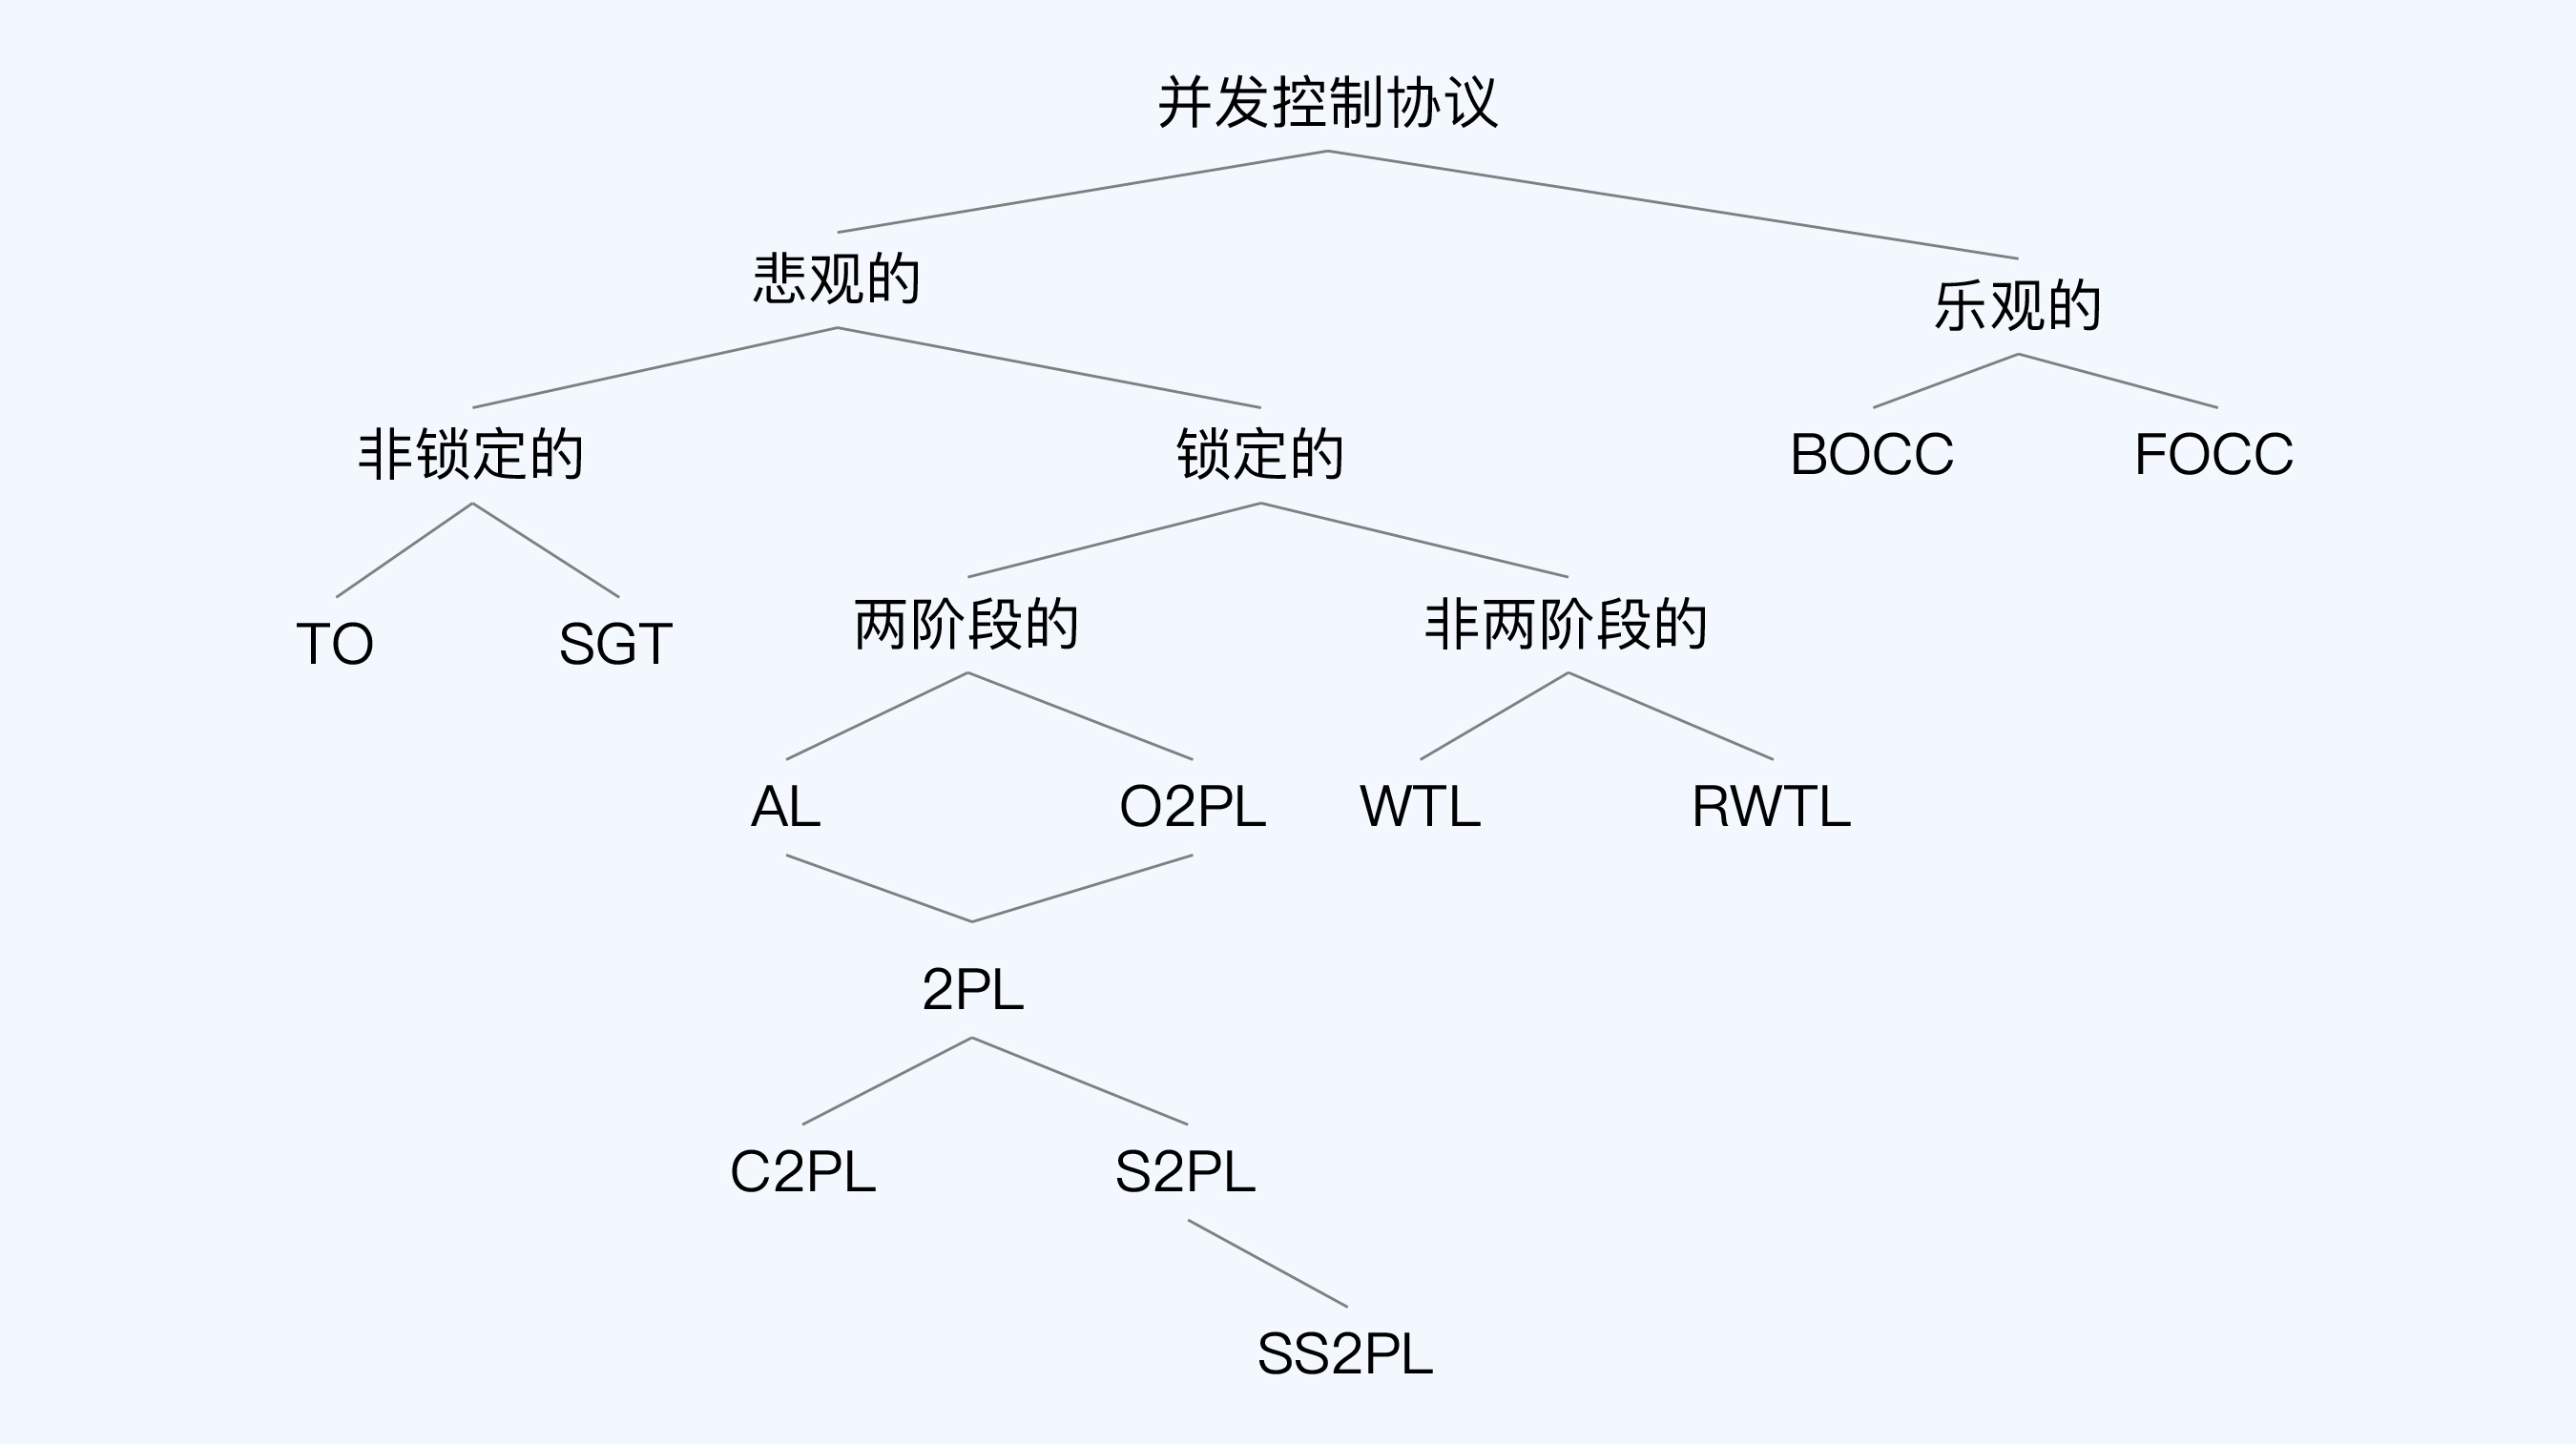 并发控制协议
悲观的
乐观的
非锁定的
锁定的
BOCC
FOCC
TO
SGT
两阶段的
非两阶段的
AL
O2PL
WTL
RWTL
2PL
C2PL
S2PL
SS2PL